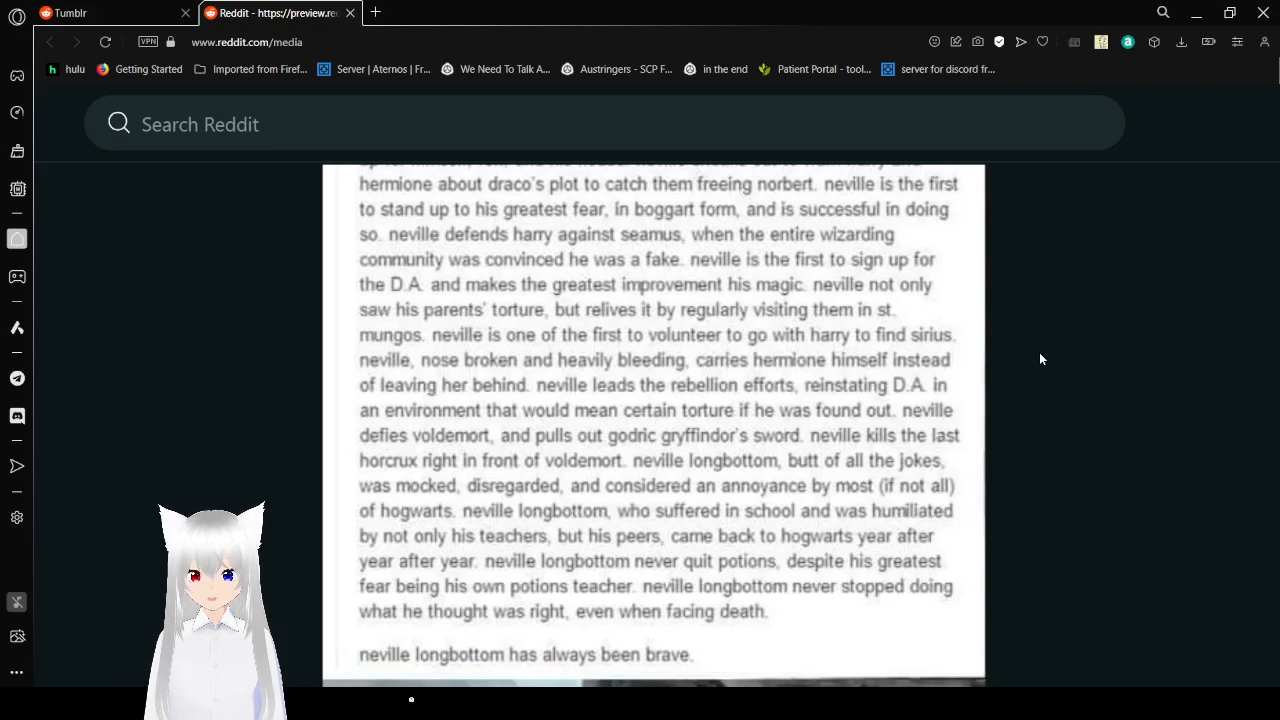 Tumblr
Reddit - https://preview.re
VPN
www.reddit.com/media
hulu
Getting Started
Imported from Firef...
Server | Aternos | Fr...
We Need To Talk A...
Austringers - SCP F...
in the end
Patient Portal - tool...
server for discord fr...
Search Reddit
hermione about draco's plot to catch them freeing norbert. neville is the first
to stand up to his greatest fear, in boggart form, and is successful in doing
so. neville defends harry against seamus, when the entire wizarding
community was convinced he was a fake. neville is the first to sign up for
the D.A. and makes the greatest improvement his magic. neville not only
saw his parents' torture, but relives it by regularly visiting them in st.
mungos. neville is one of the first to volunteer to go with harry to find sirius.
neville, nose broken and heavily bleeding, carries hermione himself instead
of leaving her behind. neville leads the rebellion efforts, reinstating D.A. in
an environment that would mean certain torture if he was found out. neville
defies voldemort, and pulls out godric gryffindor's sword. neville kills the last
horcrux right in front of voldemort. neville longbottom, butt of all the jokes,
was mocked, disregarded, and considered an annoyance by most (if not all)
of hogwarts. neville longbottom, who suffered in school and was humiliated
by not only his teachers, but his peers, came back to hogwarts year after
year after year. neville longbottom never quit potions, despite his greatest
fear being his own potions teacher. neville longbottom never stopped doing
what he thought was right, even when facing death.
neville longbottom has always been brave.